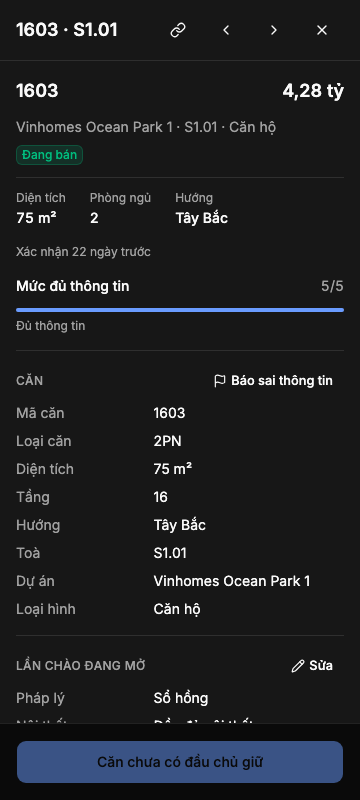 1603 · S1.01
1603 4,28 tỷ
Vinhomes Ocean Park 1 · S1.01 · Căn hộ
Đang bán
Diện tích Phòng ngủ Hướng
75 m² 2 Tây Bắc
Xác nhận 22 ngày trước
Mức đủ thông tin 5/5
Đủ thông tin
CĂN Báo sai thông tin
Mã căn 1603
Loại căn 2PN
Diện tích 75 m²
Tầng 16
Hướng Tây Bắc
Toà S1.01
Dự án Vinhomes Ocean Park 1
Loại hình Căn hộ
LẦN CHÀO ĐANG MỞ Sửa
Pháp lý Sổ hồng
Căn chưa có đầu chủ giữ